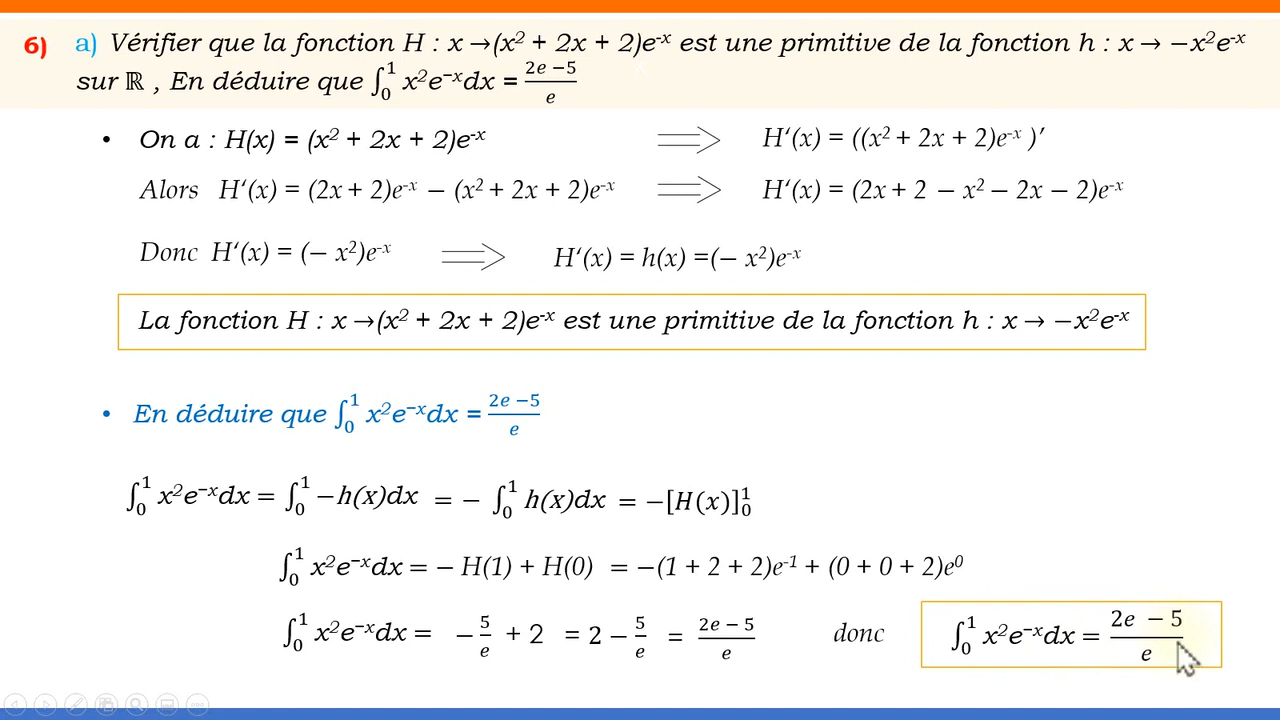 6) a) Vérifier que la fonction H : x →(x² + 2x + 2)e⁻ˣ est une primitive de la fonction h : x → −x²e⁻ˣ
sur ℝ , En déduire que ∫₀¹ x²e⁻ˣdx = (2e −5)/e
• On a : H(x) = (x² + 2x + 2)e⁻ˣ ⟹ H‘(x) = ((x² + 2x + 2)e⁻ˣ )’
Alors H‘(x) = (2x + 2)e⁻ˣ − (x² + 2x + 2)e⁻ˣ ⟹ H‘(x) = (2x + 2 − x² − 2x − 2)e⁻ˣ
Donc H‘(x) = (− x²)e⁻ˣ ⟹ H‘(x) = h(x) =(− x²)e⁻ˣ
La fonction H : x →(x² + 2x + 2)e⁻ˣ est une primitive de la fonction h : x → −x²e⁻ˣ
• En déduire que ∫₀¹ x²e⁻ˣdx = (2e −5)/e
∫₀¹ x²e⁻ˣdx = ∫₀¹ −h(x)dx = − ∫₀¹ h(x)dx = −[H(x)]₀¹
∫₀¹ x²e⁻ˣdx = − H(1) + H(0) = −(1 + 2 + 2)e⁻¹ + (0 + 0 + 2)e⁰
∫₀¹ x²e⁻ˣdx = − 5/e + 2 = 2 − 5/e = (2e − 5)/e donc ∫₀¹ x²e⁻ˣdx = (2e − 5)/e